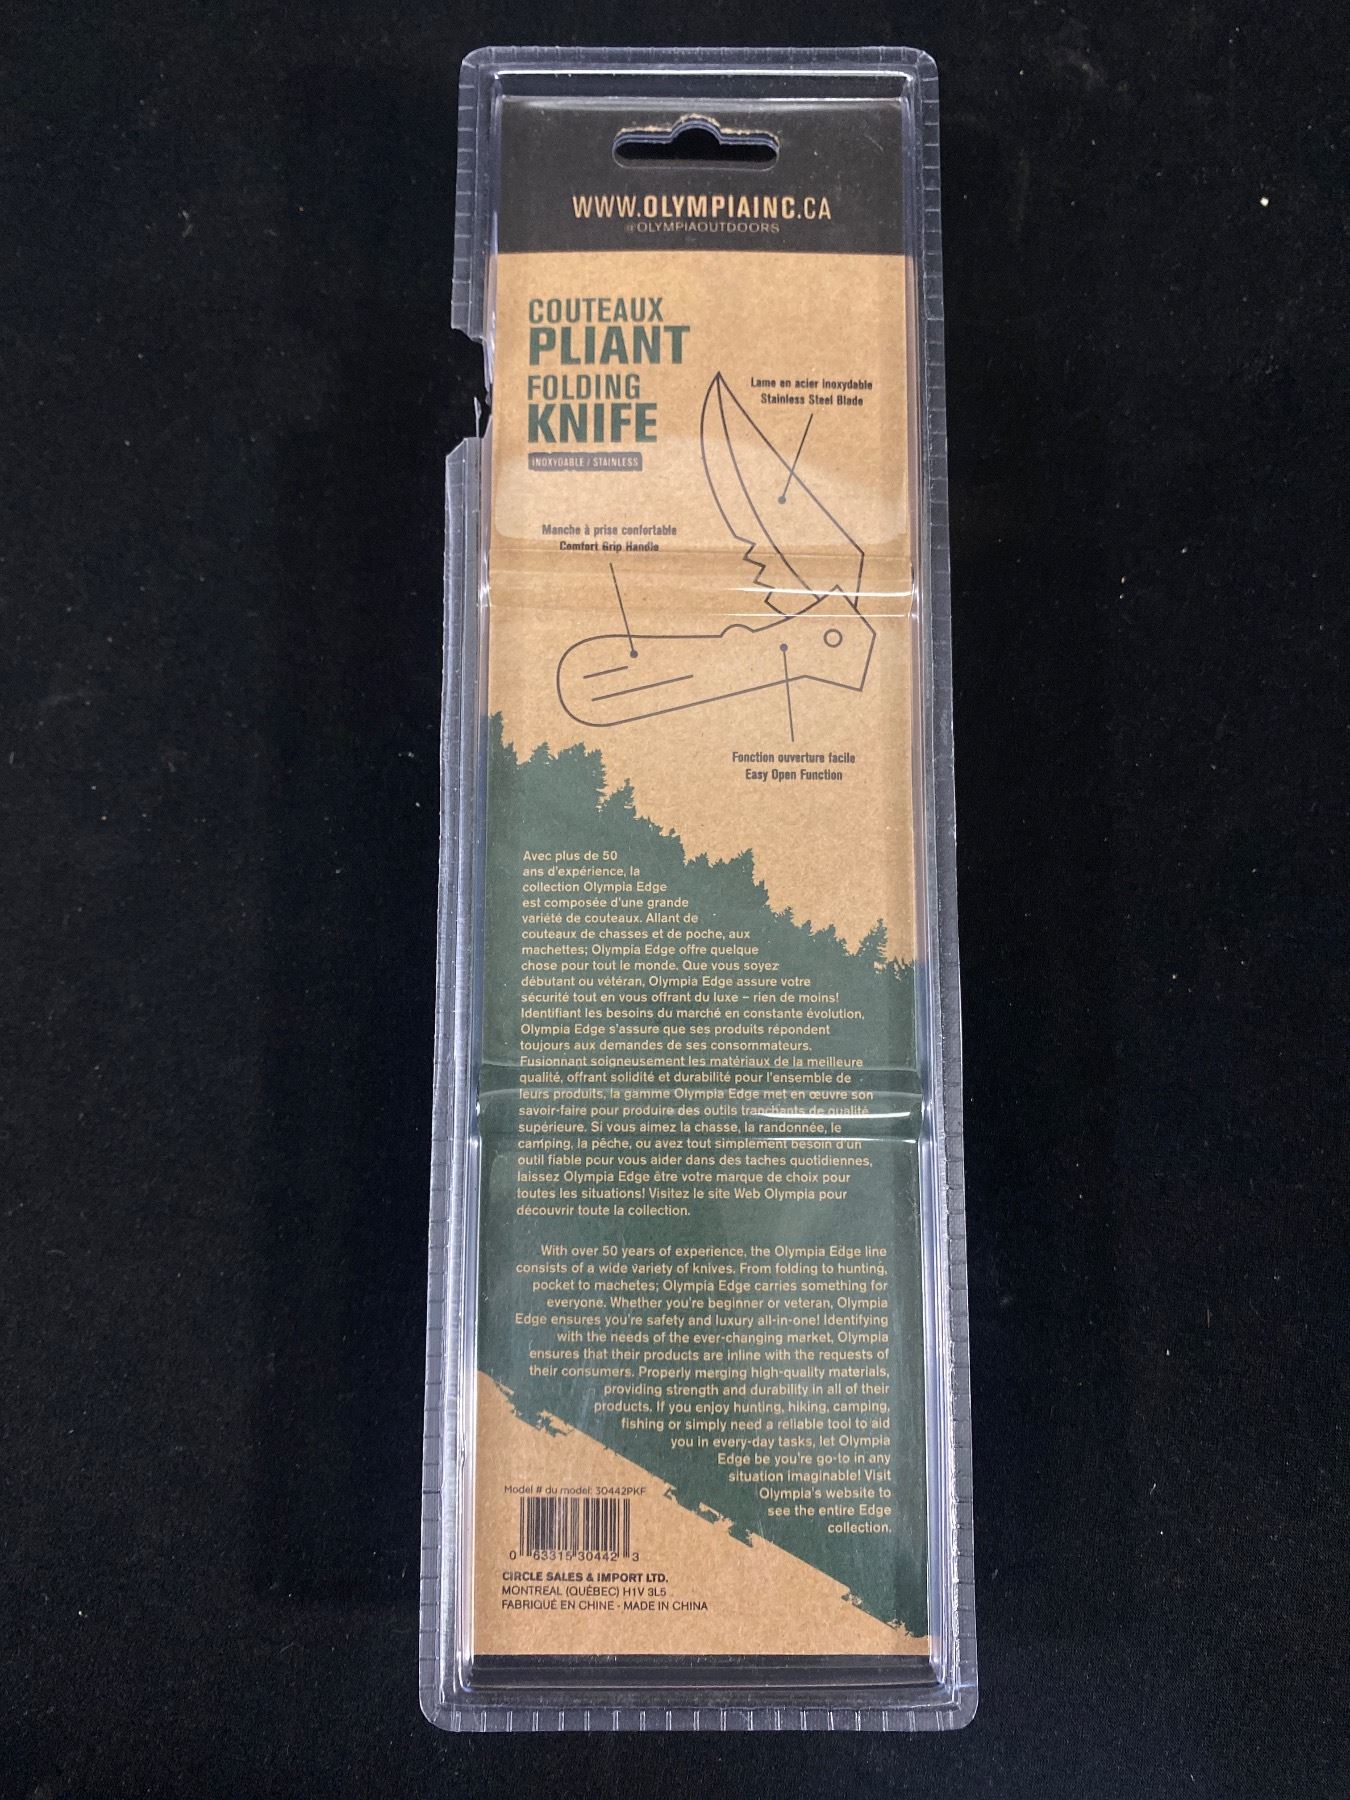 WWW.OLYMPIAINC.CA
@OLYMPIAOUTDOORS
COUTEAUX
PLIANT
FOLDING
KNIFE
INOXYDABLE / STAINLESS
Lame en acier inoxydable
Stainless Steel Blade
Manche à prise confortable
Comfort Grip Handle
Fonction ouverture facile
Easy Open Function
Avec plus de 50
ans d'expérience, la
collection Olympia Edge
est composée d'une grande
variété de couteaux. Allant de
couteaux de chasses et de poche, aux
machettes; Olympia Edge offre quelque
chose pour tout le monde. Que vous soyez
débutant ou vétéran, Olympia Edge assure votre
sécurité tout en vous offrant du luxe – rien de moins!
Identifiant les besoins du marché en constante évolution,
Olympia Edge s'assure que ses produits répondent
toujours aux demandes de ses consommateurs.
Fusionnant soigneusement les matériaux de la meilleure
qualité, offrant solidité et durabilité pour l'ensemble de
leurs produits, la gamme Olympia Edge met en œuvre son
savoir-faire pour produire des outils tranchants de qualité
supérieure. Si vous aimez la chasse, la randonnée, le
camping, la pêche, ou avez tout simplement besoin d'un
outil fiable pour vous aider dans des taches quotidiennes,
laissez Olympia Edge être votre marque de choix pour
toutes les situations! Visitez le site Web Olympia pour
découvrir toute la collection.
With over 50 years of experience, the Olympia Edge line
consists of a wide variety of knives. From folding to hunting,
pocket to machetes; Olympia Edge carries something for
everyone. Whether you're beginner or veteran, Olympia
Edge ensures you're safety and luxury all-in-one! Identifying
with the needs of the ever-changing market, Olympia
ensures that their products are inline with the requests of
their consumers. Properly merging high-quality materials,
providing strength and durability in all of their
products. If you enjoy hunting, hiking, camping,
fishing or simply need a reliable tool to aid
you in every-day tasks, let Olympia
Edge be you're go-to in any
situation imaginable! Visit
Olympia's website to
see the entire Edge
collection.
Model # du model: 30442PKF
0 63315 30442 3
CIRCLE SALES & IMPORT LTD.
MONTREAL (QUÉBEC) H1V 3L5
FABRIQUÉ EN CHINE - MADE IN CHINA